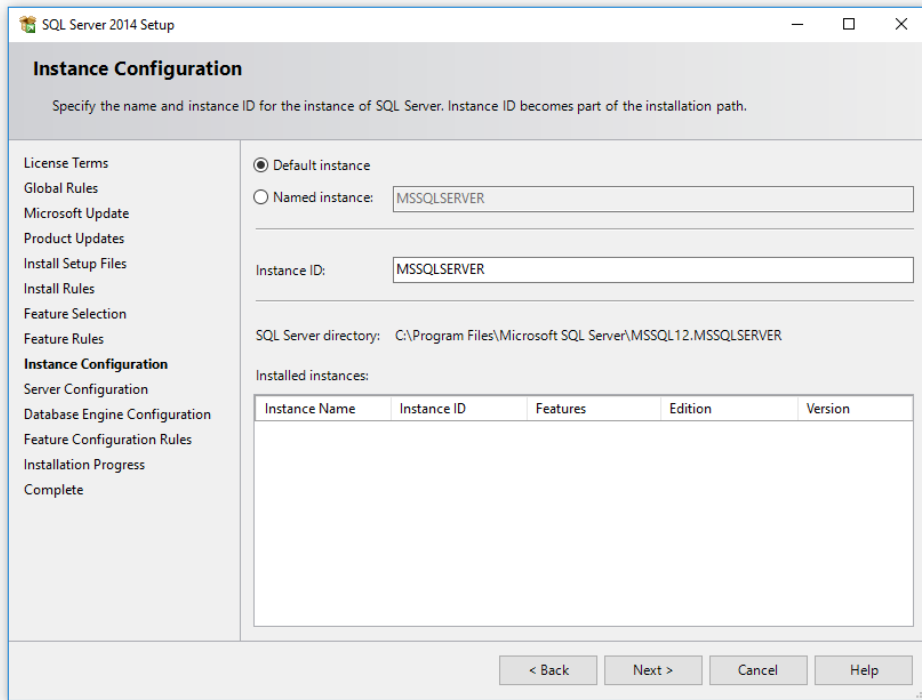 SQL Server 2014 Setup
Instance Configuration
Specify the name and instance ID for the instance of SQL Server. Instance ID becomes part of the installation path.
License Terms
Global Rules
Microsoft Update
Product Updates
Install Setup Files
Install Rules
Feature Selection
Feature Rules
Instance Configuration
Server Configuration
Database Engine Configuration
Feature Configuration Rules
Installation Progress
Complete
Default instance
Named instance: MSSQLSERVER
Instance ID: MSSQLSERVER
SQL Server directory: C:\Program Files\Microsoft SQL Server\MSSQL12.MSSQLSERVER
Installed instances:
Instance Name Instance ID Features Edition Version
< Back Next > Cancel Help